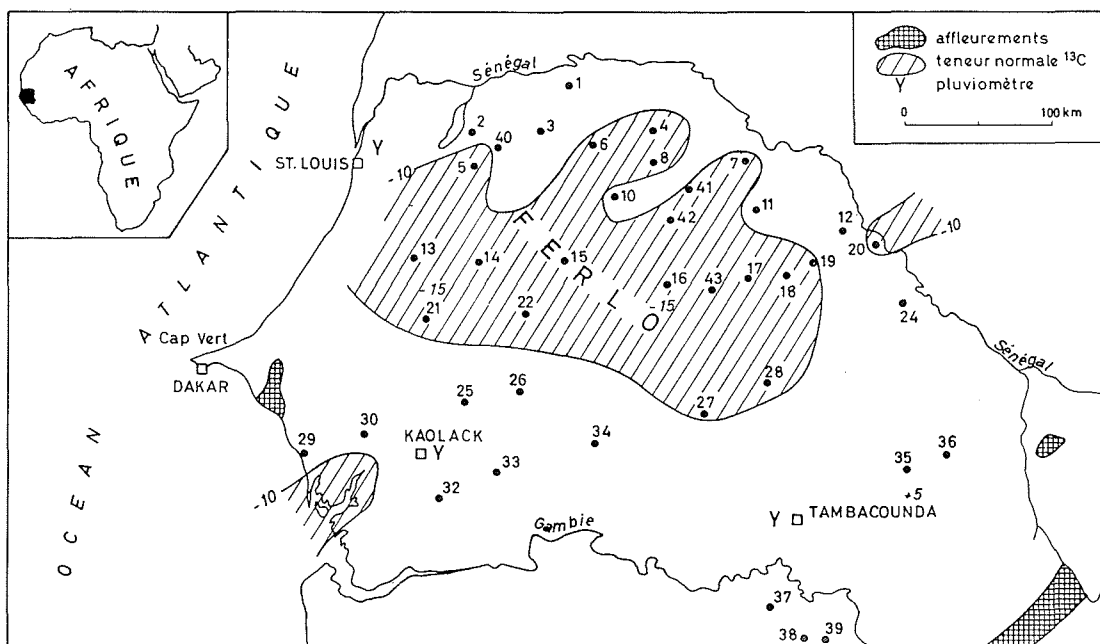 AFRIQUE
affleurements
teneur normale ¹³C
Y pluviomètre
0 100 km
Sénégal
1
2
40
3
6
4
8
5
ST. LOUIS
Y
-10
10
41
7
42
11
12
20
-10
FERLO
13
14
15
16
43
17
18
19
-15
-15
21
22
24
OCEAN ATLANTIQUE
Cap Vert
DAKAR
Sénégal
28
27
25
26
29
30
KAOLACK
Y
34
33
32
-10
35
36
+5
Y TAMBACOUNDA
Gambie
37
38
39